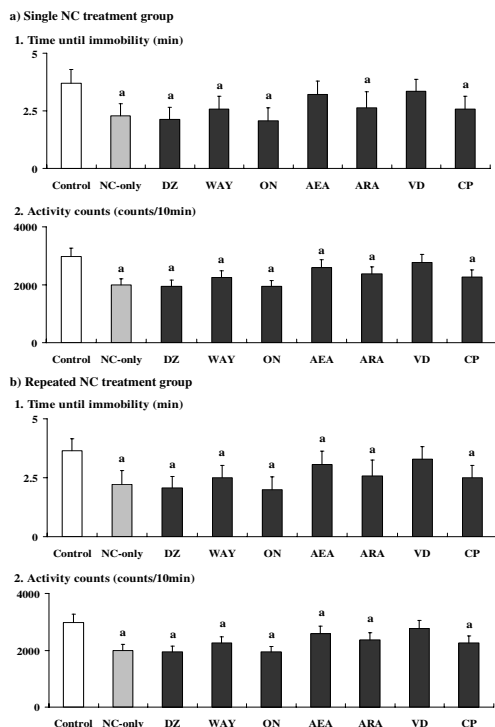 a) Single NC treatment group
1. Time until immobility (min)
5
a a a a a a
2.5
0
Control NC-only DZ WAY ON AEA ARA VD CP
2. Activity counts (counts/10min)
4000
a a a a a a a
2000
0
Control NC-only DZ WAY ON AEA ARA VD CP
b) Repeated NC treatment group
1. Time until immobility (min)
5
a a a a a a a
2.5
0
Control NC-only DZ WAY ON AEA ARA VD CP
2. Activity counts (counts/10min)
4000
a a a a a a a
2000
0
Control NC-only DZ WAY ON AEA ARA VD CP